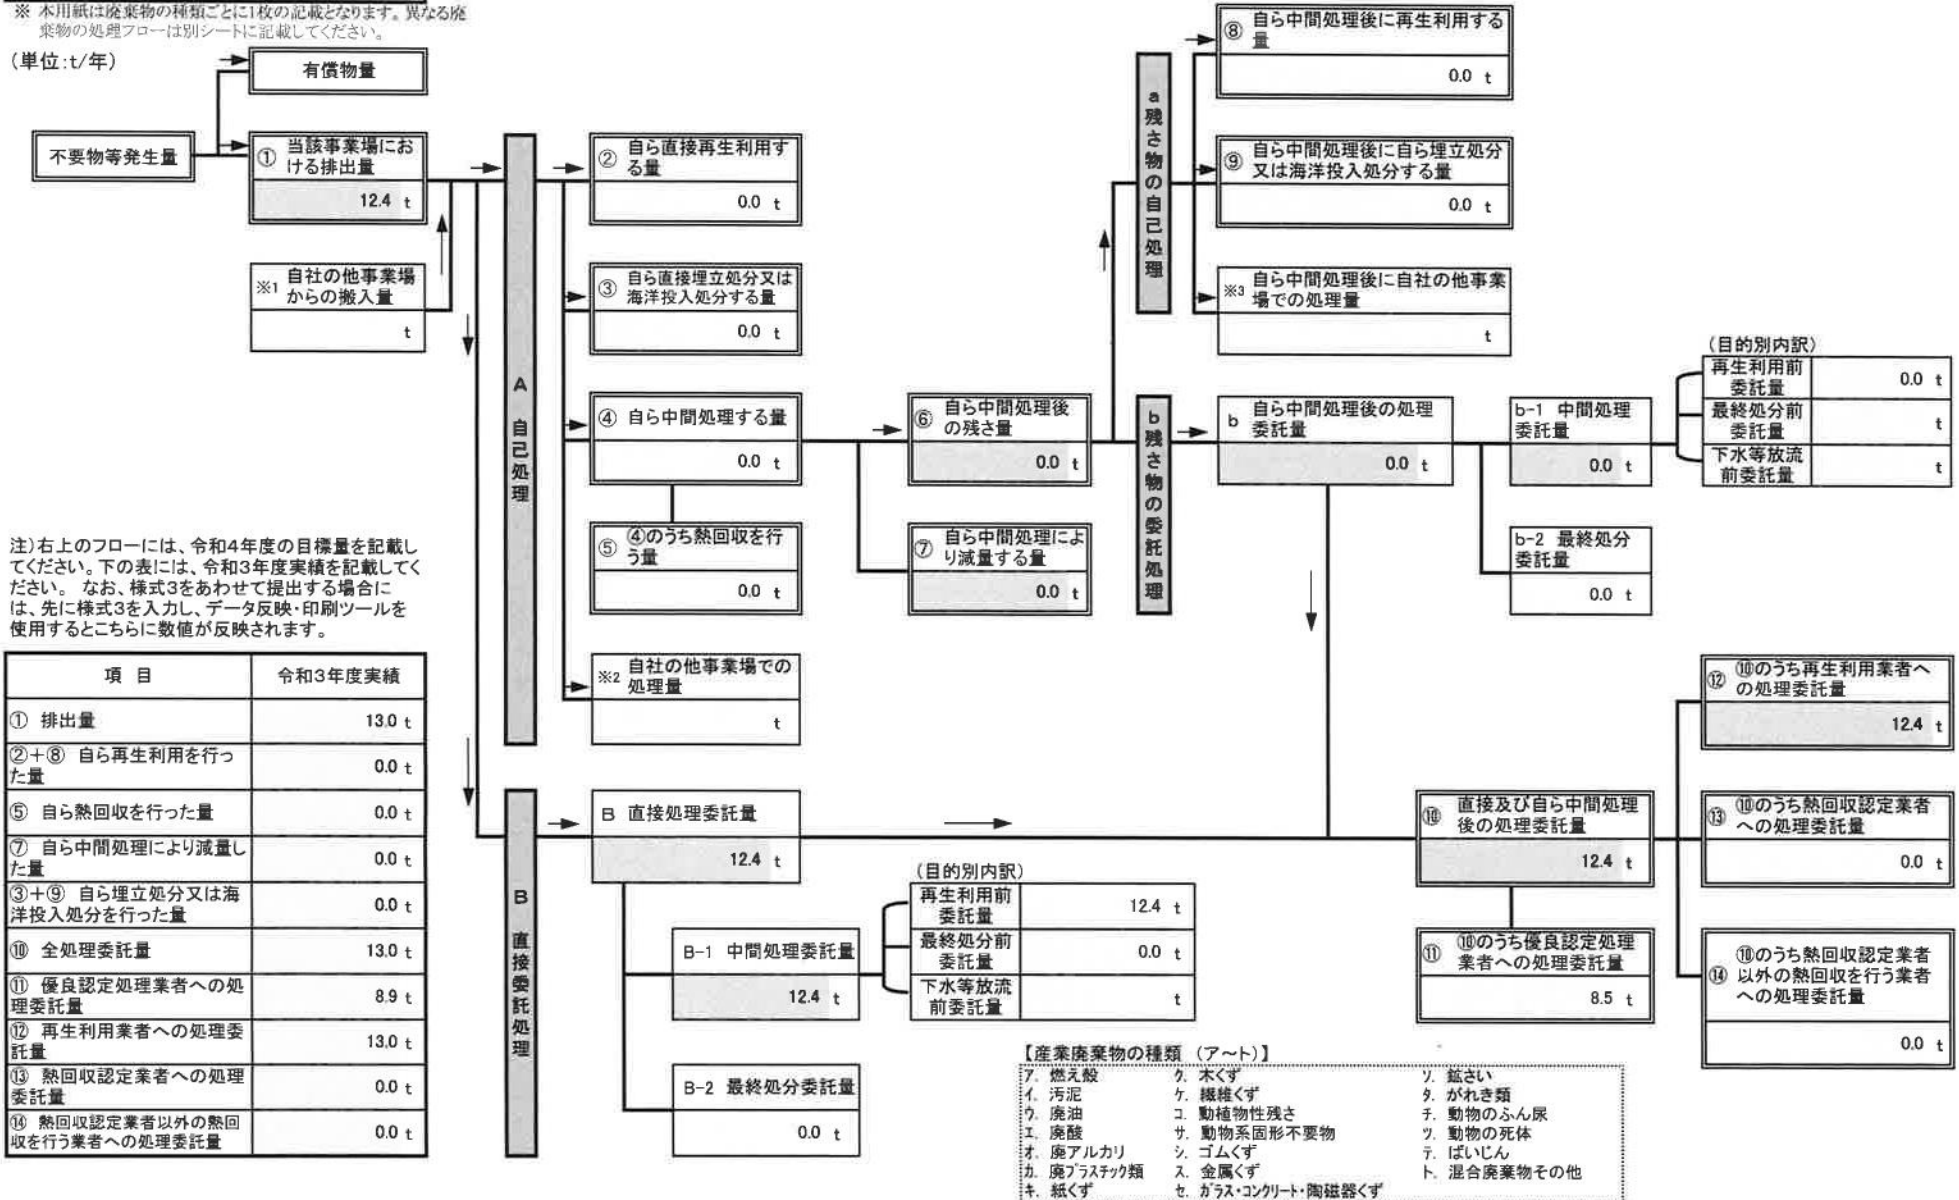 ※ 本用紙は廃棄物の種類ごとに1枚の記載となります。異なる廃
棄物の処理フローは別シートに記載してください。
(単位:t/年)
有償物量
不要物等発生量
① 当該事業場にお
ける排出量
12.4 t
※1 自社の他事業場
からの搬入量
t
A 自己処理
② 自ら直接再生利用す
る量
0.0 t
③ 自ら直接埋立処分又は
海洋投入処分する量
0.0 t
④ 自ら中間処理する量
0.0 t
⑤ ④のうち熱回収を行
う量
0.0 t
※2 自社の他事業場での
処理量
t
⑥ 自ら中間処理後
の残さ量
0.0 t
⑦ 自ら中間処理によ
り減量する量
0.0 t
a 残さ物の自己処理
⑧ 自ら中間処理後に再生利用する
量
0.0 t
⑨ 自ら中間処理後に自ら埋立処分
又は海洋投入処分する量
0.0 t
※3 自ら中間処理後に自社の他事業
場での処理量
t
b 残さ物の委託処理
b 自ら中間処理後の処理
委託量
0.0 t
b-1 中間処理
委託量
0.0 t
(目的別内訳)
再生利用前
委託量
0.0 t
最終処分前
委託量
t
下水等放流
前委託量
t
b-2 最終処分
委託量
0.0 t
注)右上のフローには、令和4年度の目標量を記載し
てください。下の表には、令和3年度実績を記載してく
ださい。 なお、様式3をあわせて提出する場合に
は、先に様式3を入力し、データ反映・印刷ツールを
使用するとこちらに数値が反映されます。
項 目 令和3年度実績
① 排出量 13.0 t
②+⑧ 自ら再生利用を行っ
た量 0.0 t
⑤ 自ら熱回収を行った量 0.0 t
⑦ 自ら中間処理により減量し
た量 0.0 t
③+⑨ 自ら埋立処分又は海
洋投入処分を行った量 0.0 t
⑩ 全処理委託量 13.0 t
⑪ 優良認定処理業者への処
理委託量 8.9 t
⑫ 再生利用業者への処理委
託量 13.0 t
⑬ 熱回収認定業者への処理
委託量 0.0 t
⑭ 熱回収認定業者以外の熱回
収を行う業者への処理委託量 0.0 t
B 直接委託処理
B 直接処理委託量
12.4 t
B-1 中間処理委託量
12.4 t
(目的別内訳)
再生利用前
委託量
12.4 t
最終処分前
委託量
0.0 t
下水等放流
前委託量
t
B-2 最終処分委託量
0.0 t
⑩ 直接及び自ら中間処理
後の処理委託量
12.4 t
⑪ ⑩のうち優良認定処理
業者への処理委託量
8.5 t
⑫ ⑩のうち再生利用業者へ
の処理委託量
12.4 t
⑬ ⑩のうち熱回収認定業者
への処理委託量
0.0 t
⑭ ⑩のうち熱回収認定業者
以外の熱回収を行う業者
への処理委託量
0.0 t
【産業廃棄物の種類 (ア~ト)】
ア. 燃え殻 ク. 木くず ソ. 鉱さい
イ. 汚泥 ケ. 繊維くず タ. がれき類
ウ. 廃油 コ. 動植物性残さ チ. 動物のふん尿
エ. 廃酸 サ. 動物系固形不要物 ツ. 動物の死体
オ. 廃アルカリ シ. ゴムくず テ. ばいじん
カ. 廃プラスチック類 ス. 金属くず ト. 混合廃棄物その他
キ. 紙くず セ. ガラス・コンクリート・陶磁器くず